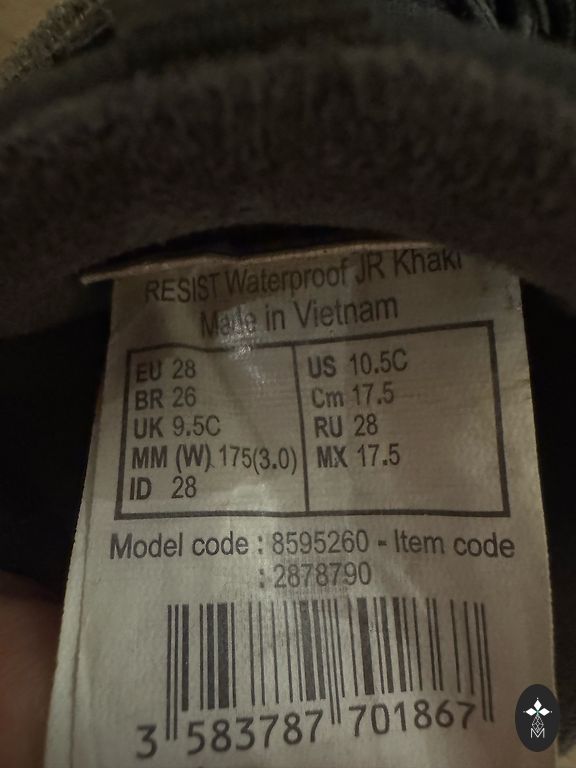 RESIST Waterproof JR Khaki
Made in Vietnam
EU 28 US 10.5C
BR 26 Cm 17.5
UK 9.5C RU 28
MM (W) 175(3.0) MX 17.5
ID 28
Model code : 8595260 - Item code
: 2878790
3 583787 701867
M